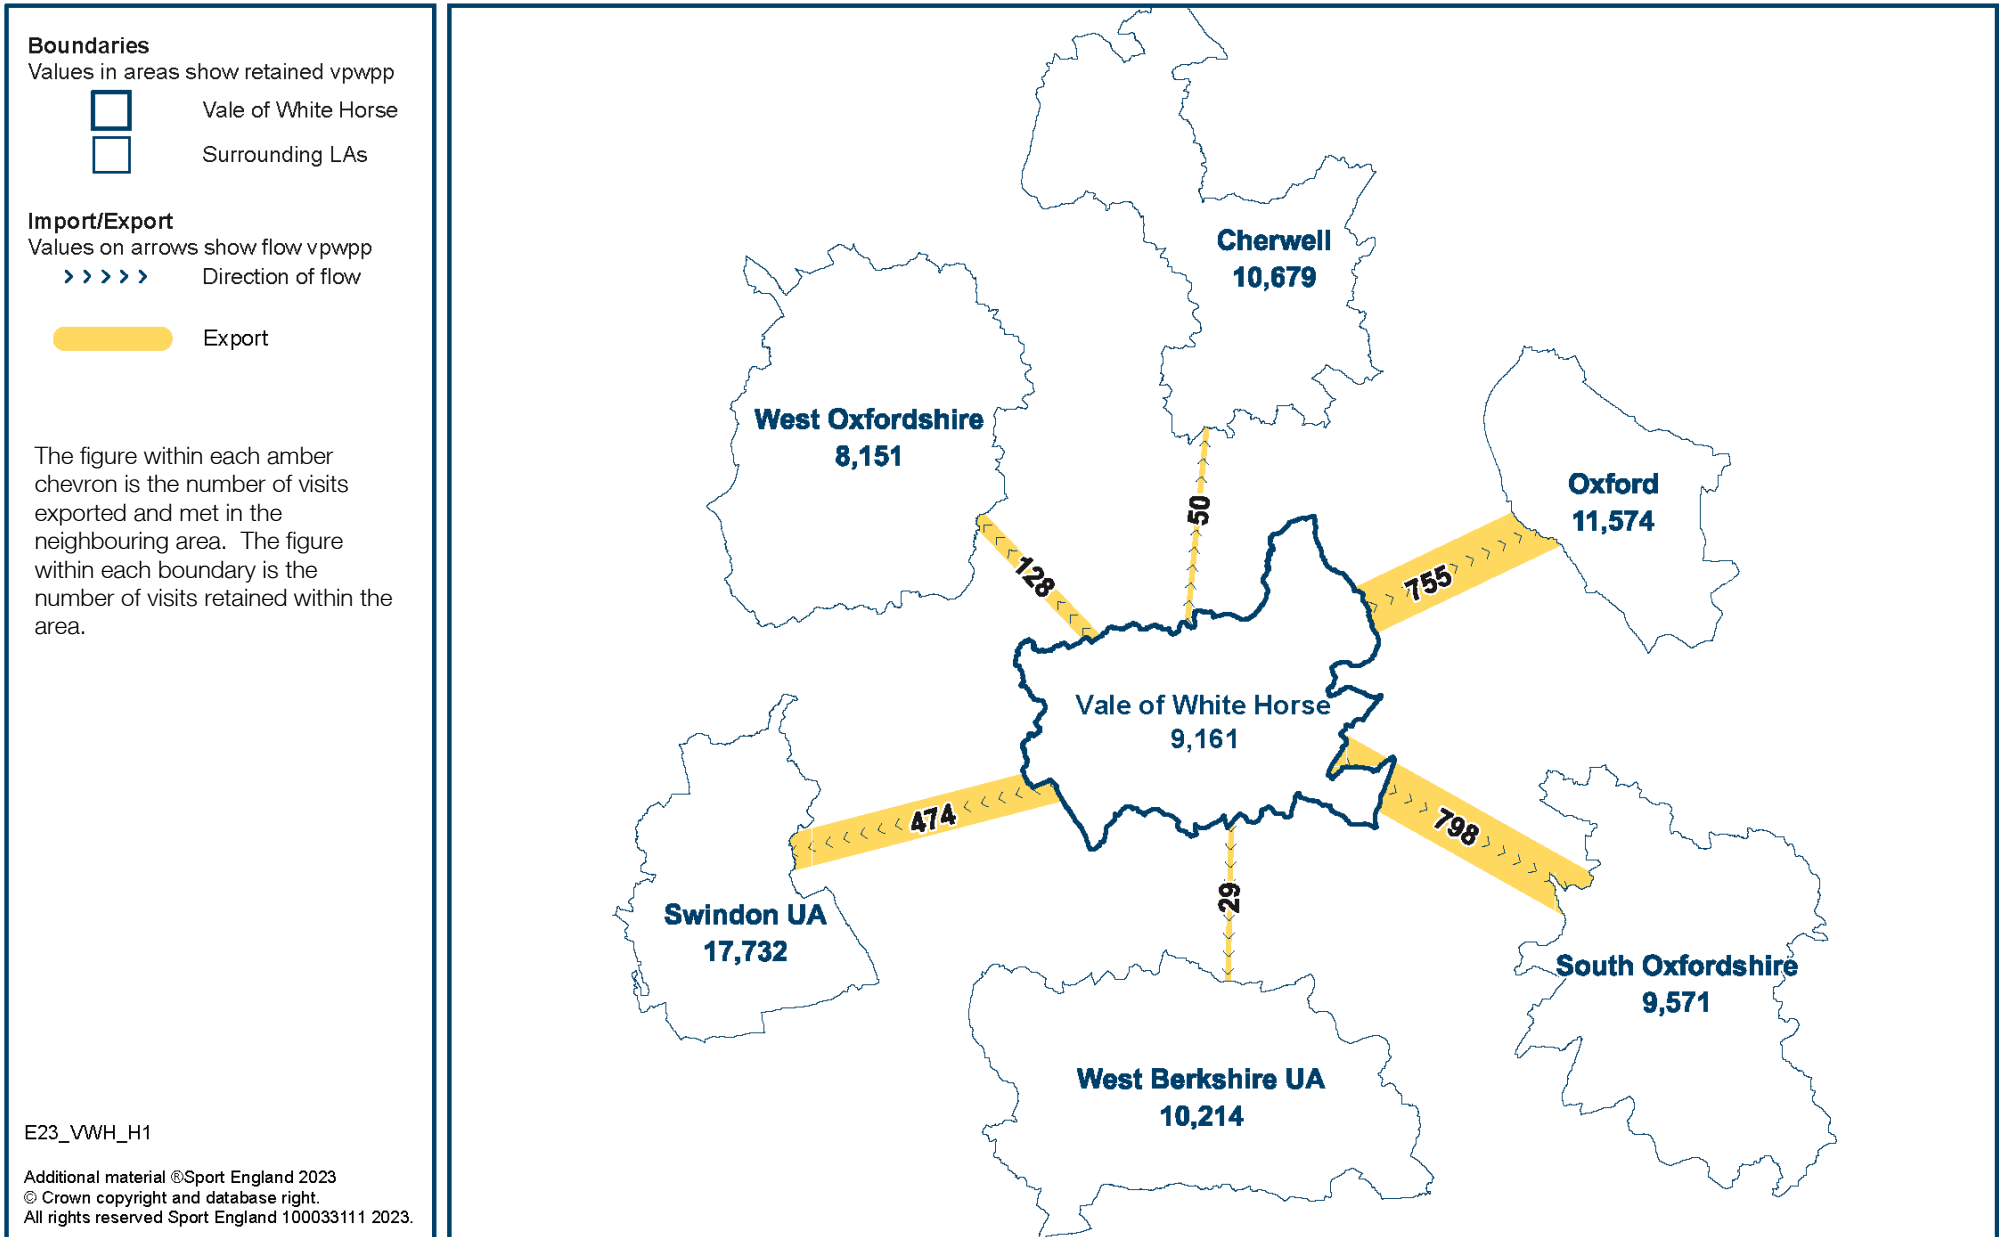 Boundaries
Values in areas show retained vpwpp
Vale of White Horse
Surrounding LAs
Import/Export
Values on arrows show flow vpwpp
Direction of flow
Export
The figure within each amber
chevron is the number of visits
exported and met in the
neighbouring area.  The figure
within each boundary is the
number of visits retained within the
area.
E23_VWH_H1
Additional material ®Sport England 2023
© Crown copyright and database right.
All rights reserved Sport England 100033111 2023.
Cherwell
10,679
West Oxfordshire
8,151
Oxford
11,574
50
128
755
Vale of White Horse
9,161
474
798
29
Swindon UA
17,732
South Oxfordshire
9,571
West Berkshire UA
10,214